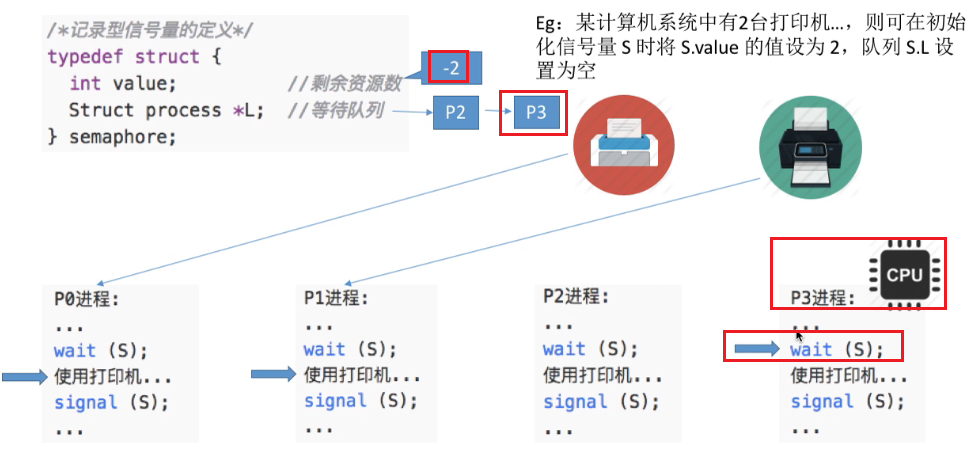 /*记录型信号量的定义*/
typedef struct {
int value; //剩余资源数
Struct process *L; //等待队列
} semaphore;
-2
P2
P3
Eg：某计算机系统中有2台打印机...，则可在初始
化信号量 S 时将 S.value 的值设为 2，队列 S.L 设
置为空
P0进程:
...
wait (S);
使用打印机...
signal (S);
...
P1进程:
...
wait (S);
使用打印机...
signal (S);
...
P2进程:
...
wait (S);
使用打印机...
signal (S);
...
CPU
P3进程:
...
wait (S);
使用打印机...
signal (S);
...